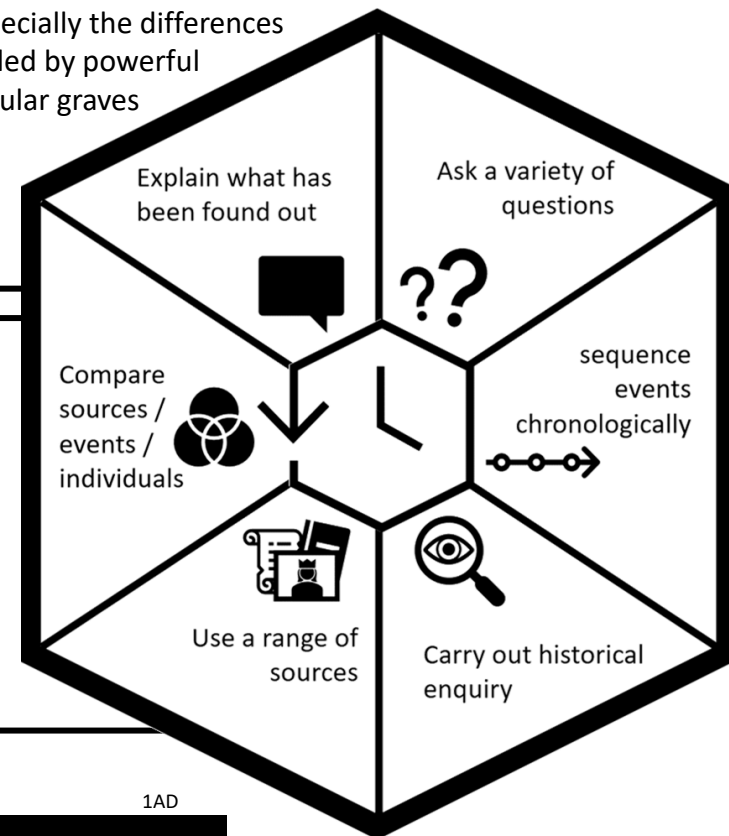 ecially the differences
led by powerful
ular graves
Explain what has
been found out
Ask a variety of
questions
??
Compare
sources /
events /
individuals
sequence
events
chronologically
Use a range of
sources
Carry out historical
enquiry
1AD